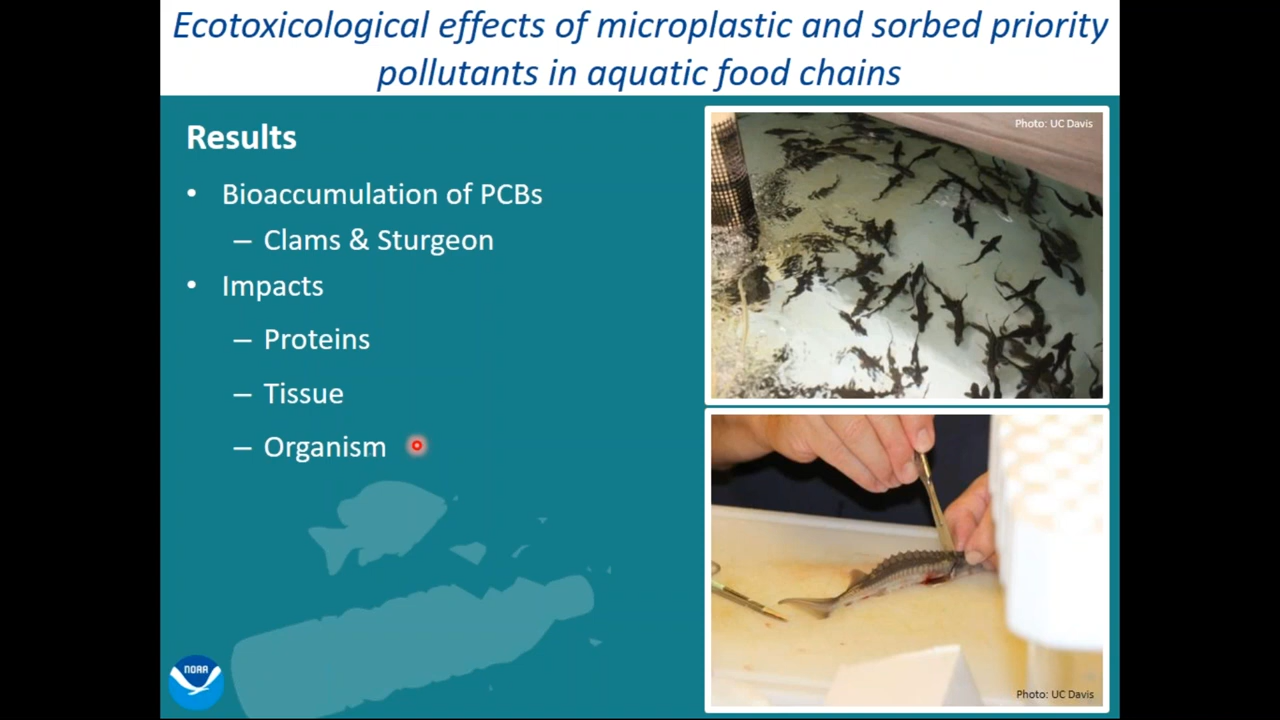 Ecotoxicological effects of microplastic and sorbed priority
pollutants in aquatic food chains
Results
• Bioaccumulation of PCBs
– Clams & Sturgeon
• Impacts
– Proteins
– Tissue
– Organism
Photo: UC Davis
Photo: UC Davis
NOAA